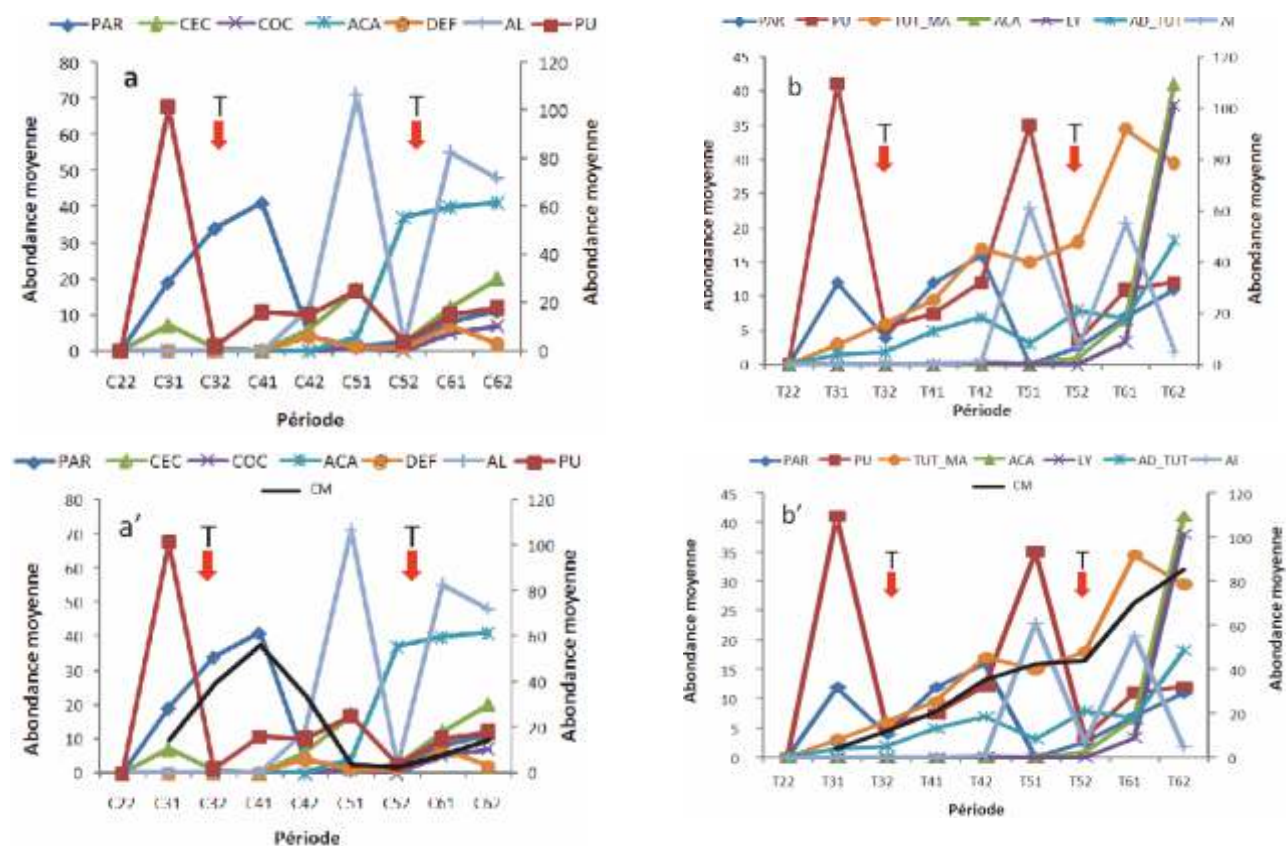 PAR CEC COC ACA DEF AL PU
80
70
60
50
40
30
20
10
0
120
100
80
60
40
20
0
Abondance moyenne
Abondance moyenne
a
T
T
C22 C31 C32 C41 C42 C51 C52 C61 C62
Période
PAR PU TUT_MA ACA LY AD_TUT
45
40
35
30
25
20
15
10
5
0
120
100
80
60
40
20
0
Abondance moyenne
Abondance moyenne
b
T
T
T22 T31 T32 T41 T42 T51 T52 T61 T62
Période
PAR CEC COC ACA DEF AL PU
CM
80
70
60
50
40
30
20
10
0
120
100
80
60
40
20
0
Abondance moyenne
Abondance moyenne
a'
T
T
C22 C31 C32 C41 C42 C51 C52 C61 C62
Période
PAR PU TUT_MA ACA LY AD_TUT
CM
45
40
35
30
25
20
15
10
5
0
120
100
80
60
40
20
0
Abondance moyenne
Abondance moyenne
b'
T
T
T22 T31 T32 T41 T42 T51 T52 T61 T62
Période